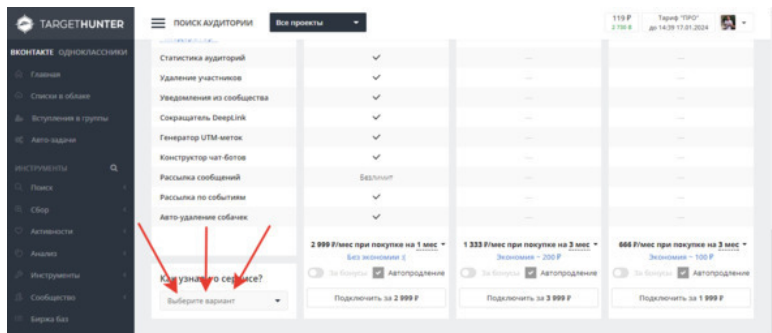 TARGETHUNTER
ПОИСК АУДИТОРИИ
Все проекты
119 ₽
Тариф "ПРО"
до 14:39 17.01.2024
ВКОНТАКТЕ ОДНОКЛАССНИКИ
Главная
Списки в облаке
Вступления в группы
Авто-задачи
ИНСТРУМЕНТЫ
Поиск
Сбор
Активности
Анализ
Инструменты
Сообщество
Биржа баз
Статистика аудиторий
Удаление участников
Уведомления из сообщества
Сокращатель DeepLink
Генератор UTM-меток
Конструктор чат-ботов
Рассылка сообщений
Безлимит
Рассылка по событиям
Авто-удаление собачек
2 999 ₽/мес при покупке на 1 мес
Без экономии :(
За бонусы
Автопродление
Подключить за 2 999 ₽
1 333 ₽/мес при покупке на 3 мес
Экономия ~ 200 ₽
За бонусы
Автопродление
Подключить за 3 999 ₽
666 ₽/мес при покупке на 3 мес
Экономия ~ 100 ₽
За бонусы
Автопродление
Подключить за 1 999 ₽
Как узнали о сервисе?
Выберите вариант